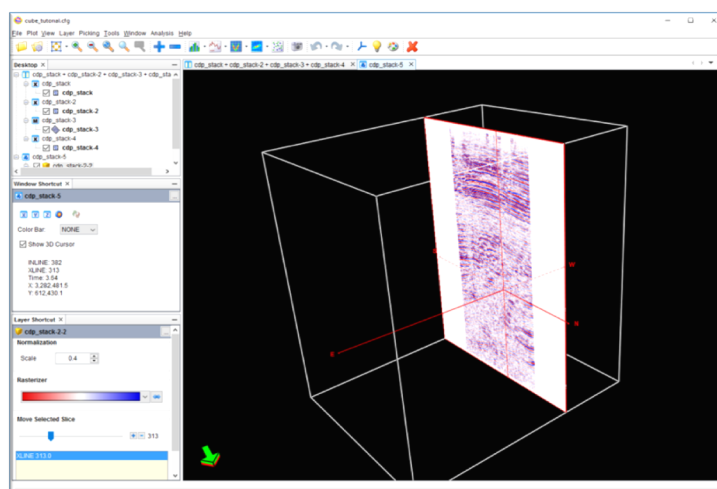 cube_tutorial.cfg
File Plot View Layer Picking Tools Window Analysis Help
Desktop
cdp_stack + cdp_stack-2 + cdp_stack-3 + cdp_sta
cdp_stack
cdp_stack
cdp_stack-2
cdp_stack-2
cdp_stack-3
cdp_stack-3
cdp_stack-4
cdp_stack-4
cdp_stack-5
cdp_stack-2-2
cdp_stack + cdp_stack-2 + cdp_stack-3 + cdp_stack-4
cdp_stack-5
Window Shortcut
cdp_stack-5
Color Bar: NONE
Show 3D Cursor
INLINE: 382
XLINE: 313
Time: 3.54
X: 3,282,481.5
Y: 612,430.1
Layer Shortcut
cdp_stack-2-2
Normalization
Scale 0.4
Rasterizer
Move Selected Slice
313
XLINE 313.0